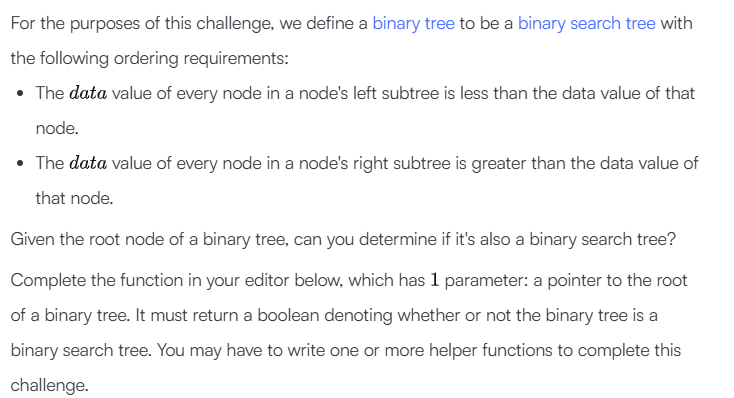 For the purposes of this challenge, we define a binary tree to be a binary search tree with
the following ordering requirements:
• The data value of every node in a node's left subtree is less than the data value of that
node.
• The data value of every node in a node's right subtree is greater than the data value of
that node.
Given the root node of a binary tree, can you determine if it's also a binary search tree?
Complete the function in your editor below, which has 1 parameter: a pointer to the root
of a binary tree. It must return a boolean denoting whether or not the binary tree is a
binary search tree. You may have to write one or more helper functions to complete this
challenge.